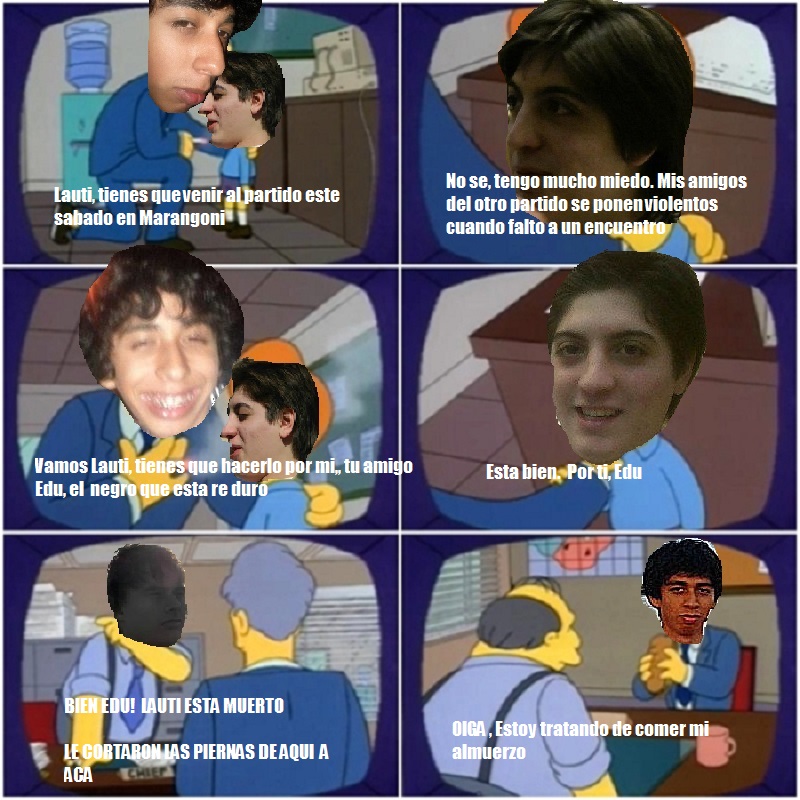 Lauti, tienes que venir al partido este
sabado en Marangoni
No se, tengo mucho miedo. Mis amigos
del otro partido se ponen violentos
cuando falto a un encuentro
Vamos Lauti, tienes que hacerlo por mi,, tu amigo
Edu, el negro que esta re duro
Esta bien. Por ti, Edu
BIEN EDU! LAUTI ESTA MUERTO
LE CORTARON LAS PIERNAS DE AQUI A
ACA
CHIEF
OIGA , Estoy tratando de comer mi
almuerzo